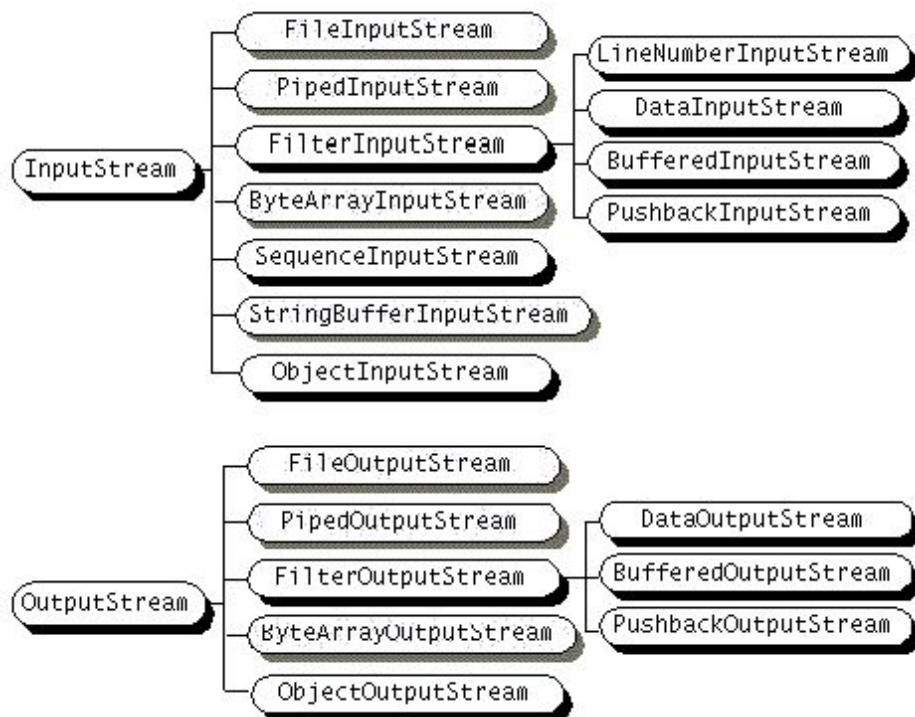 InputStream
FileInputStream
PipedInputStream
FilterInputStream
ByteArrayInputStream
SequenceInputStream
StringBufferInputStream
ObjectInputStream
LineNumberInputStream
DataInputStream
BufferedInputStream
PushbackInputStream
OutputStream
FileOutputStream
PipedOutputStream
FilterOutputStream
ByteArrayOutputStream
ObjectOutputStream
DataOutputStream
BufferedOutputStream
PushbackOutputStream